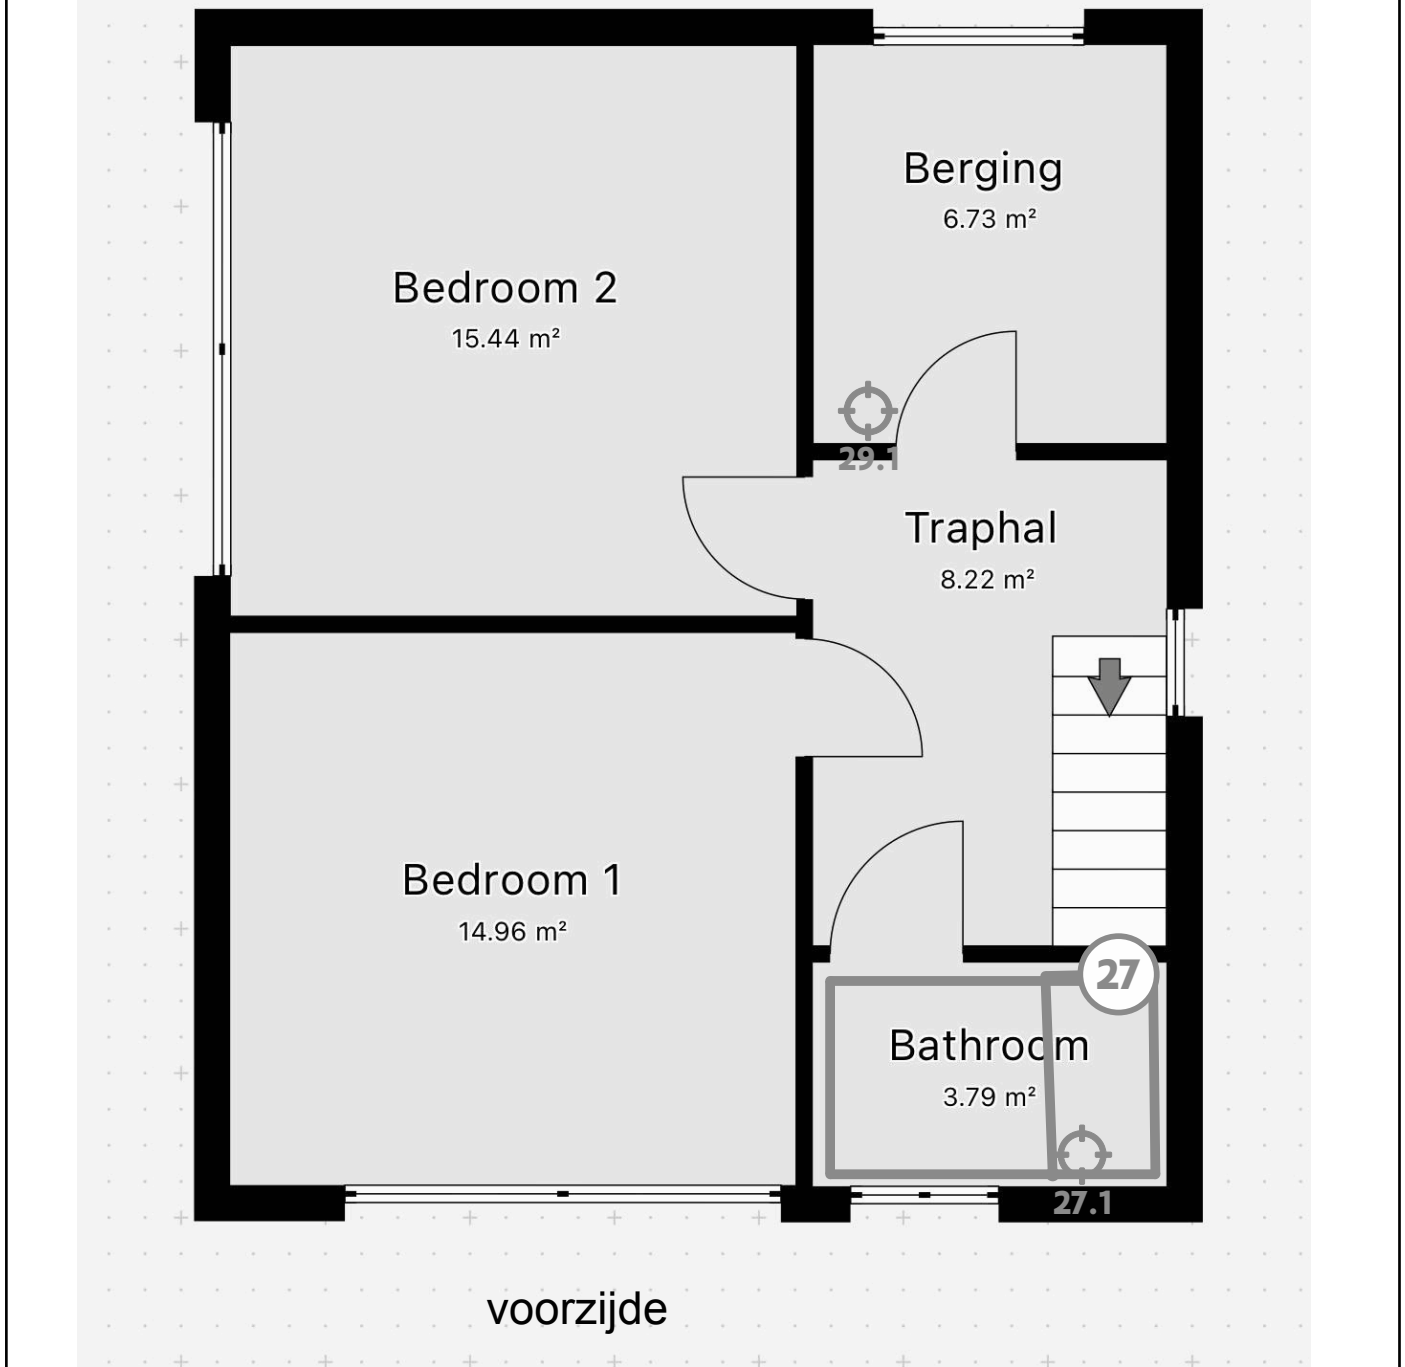 Berging
6.73 m²
Bedroom 2
15.44 m²
29.1
Traphal
8.22 m²
Bedroom 1
14.96 m²
27
Bathroom
3.79 m²
27.1
voorzijde